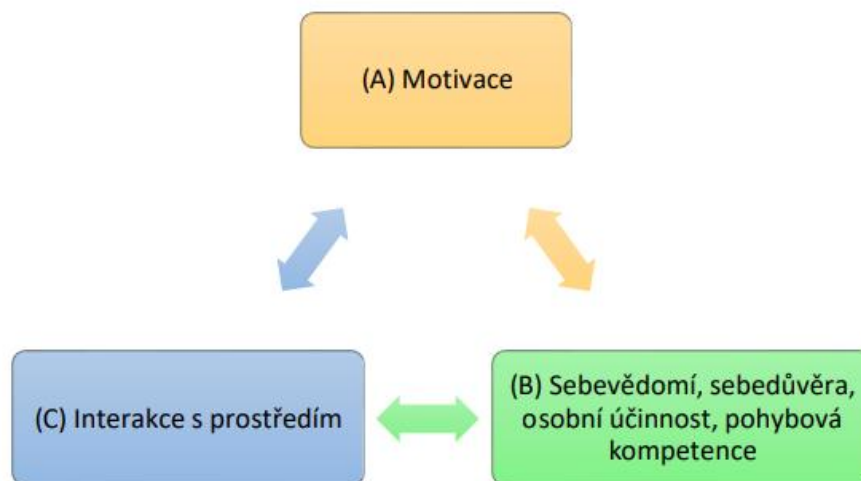 (A) Motivace
(C) Interakce s prostředím
(B) Sebevědomí, sebedůvěra,
osobní účinnost, pohybová
kompetence